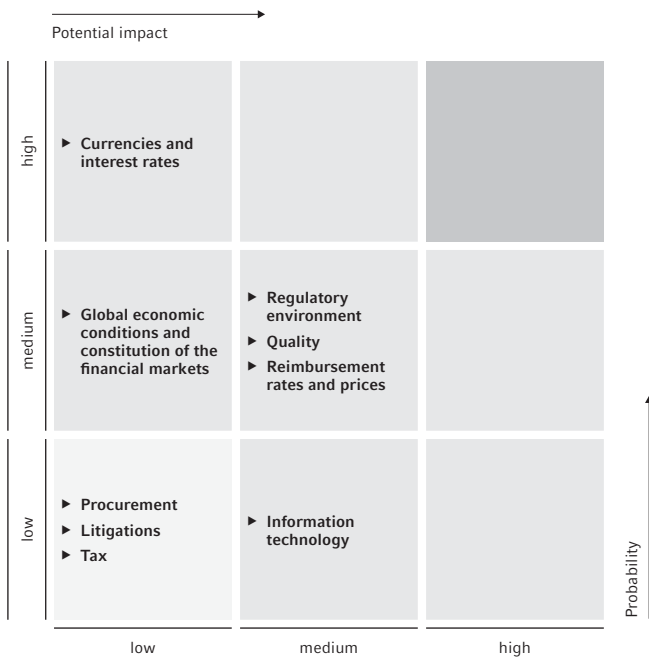 Potential impact
high
► Currencies and
interest rates
medium
► Global economic
conditions and
constitution of the
financial markets
► Regulatory
environment
► Quality
► Reimbursement
rates and prices
low
► Procurement
► Litigations
► Tax
► Information
technology
Probability
low
medium
high